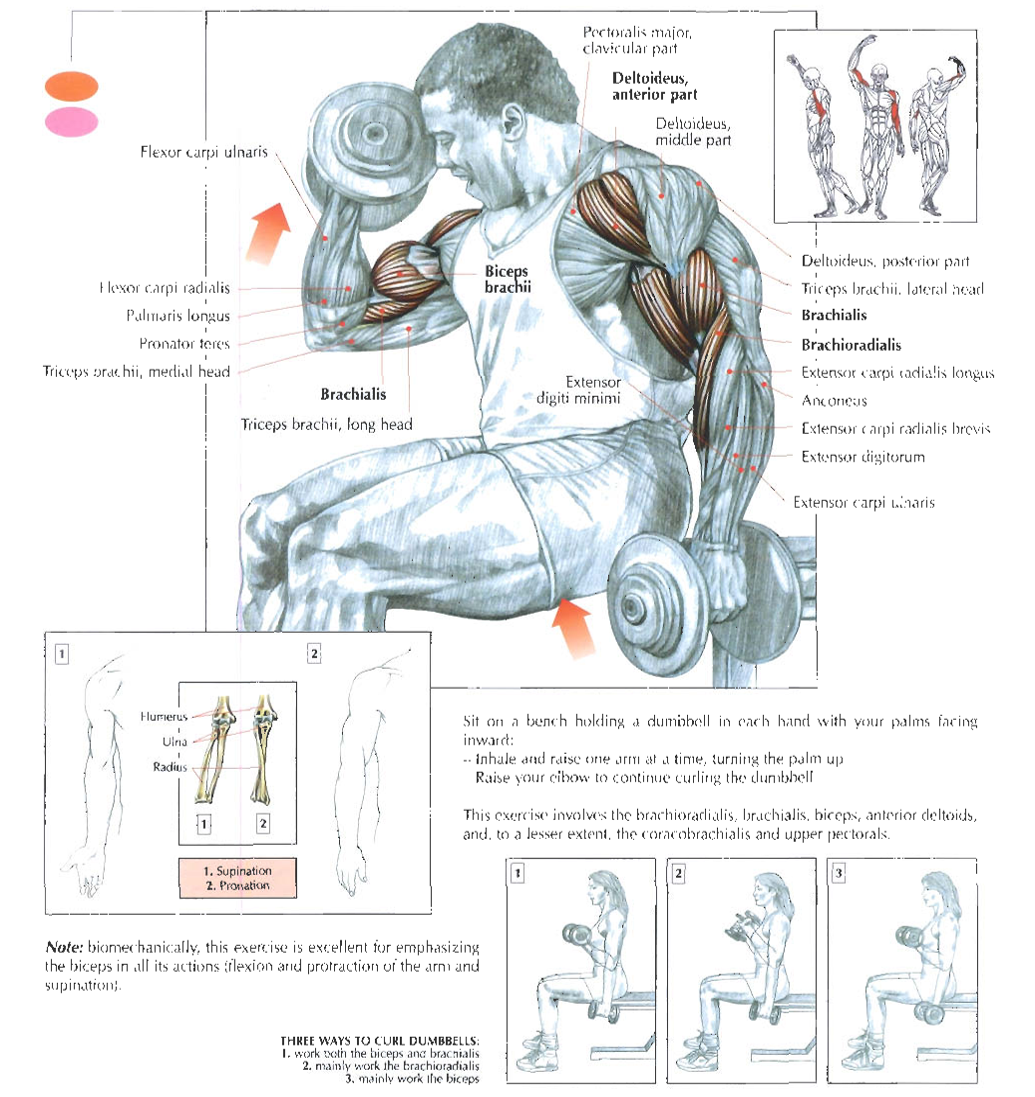 Pectoralis major,
clavicular part
Deltoideus,
anterior part
Deltoideus,
middle part
Flexor carpi ulnaris
Deltoideus, posterior part
Biceps
brachii
Flexor carpi radialis
Triceps brachii, lateral head
Palmaris longus
Brachialis
Pronator teres
Brachioradialis
Triceps brachii, medial head
Extensor carpi radialis longus
Extensor
digiti minimi
Brachialis
Anconeus
Triceps brachii, long head
Extensor carpi radialis brevis
Extensor digitorum
Extensor carpi ulnaris
1
2
Humerus
Ulna
Radius
1
2
1. Supination
2. Pronation
Sit on a bench holding a dumbbell in each hand with your palms facing
inward:
-- Inhale and raise one arm at a time, turning the palm up
Raise your elbow to continue curling the dumbbell
This exercise involves the brachioradialis, brachialis, biceps, anterior deltoids,
and, to a lesser extent, the coracobrachialis and upper pectorals.
1
2
3
Note: biomechanically, this exercise is excellent for emphasizing
the biceps in all its actions (flexion and protraction of the arm and
supination).
THREE WAYS TO CURL DUMBBELLS:
1. work both the biceps and brachialis
2. mainly work the brachioradialis
3. mainly work the biceps